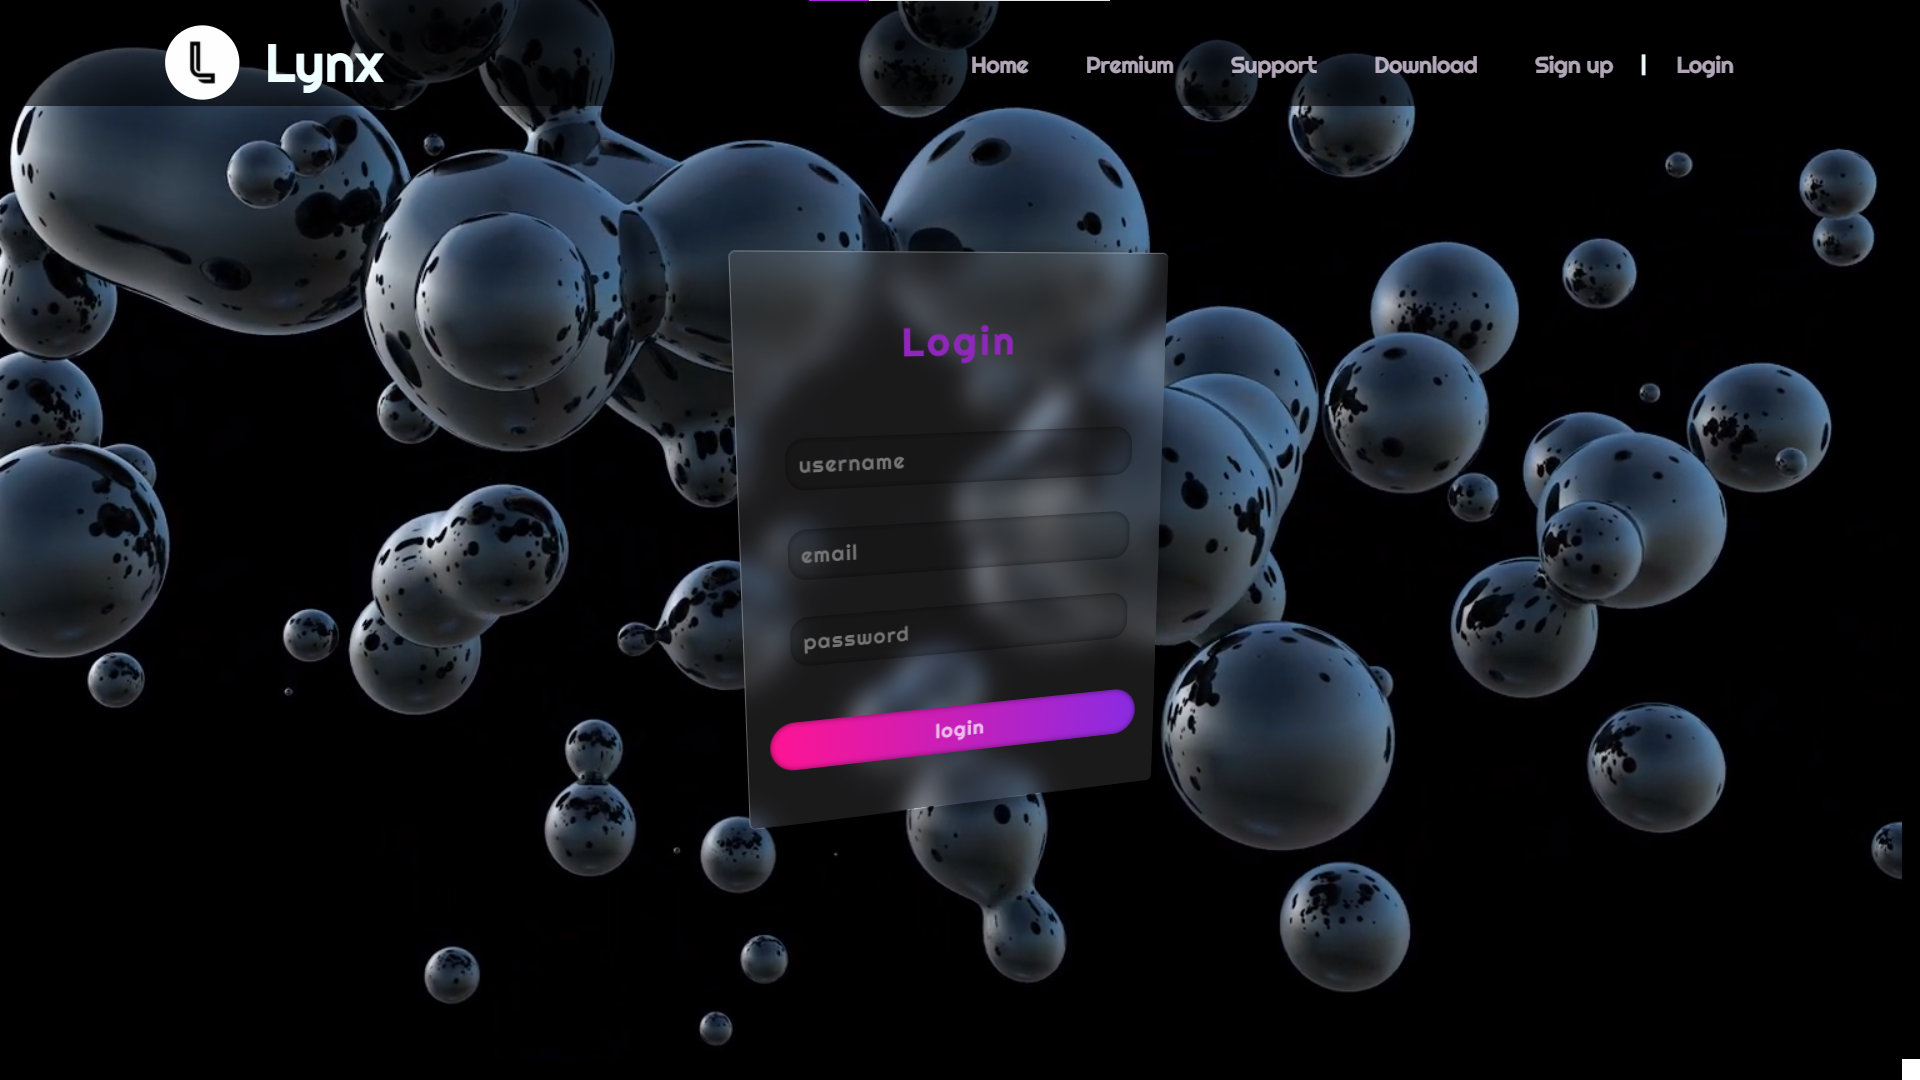 L Lynx Home Premium Support Download Sign up | Login
Login
username
email
password
login